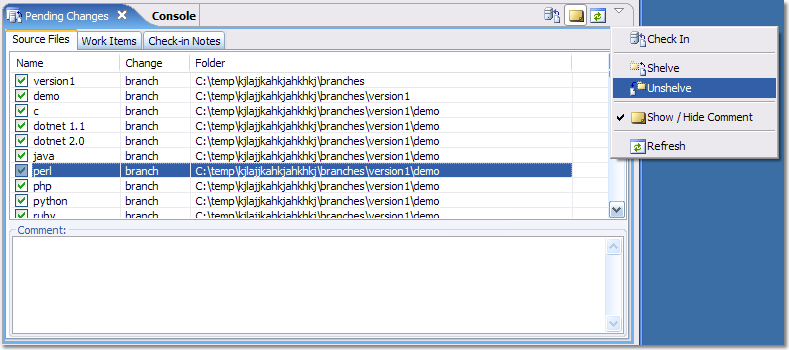 Pending Changes
Console
Source Files
Work Items
Check-in Notes
Name Change Folder
version1 branch C:\temp\kjlajjkahkjahkhkj\branches
demo branch C:\temp\kjlajjkahkjahkhkj\branches\version1
c branch C:\temp\kjlajjkahkjahkhkj\branches\version1\demo
dotnet 1.1 branch C:\temp\kjlajjkahkjahkhkj\branches\version1\demo
dotnet 2.0 branch C:\temp\kjlajjkahkjahkhkj\branches\version1\demo
java branch C:\temp\kjlajjkahkjahkhkj\branches\version1\demo
perl branch C:\temp\kjlajjkahkjahkhkj\branches\version1\demo
php branch C:\temp\kjlajjkahkjahkhkj\branches\version1\demo
python branch C:\temp\kjlajjkahkjahkhkj\branches\version1\demo
ruby branch C:\temp\kjlajjkahkjahkhkj\branches\version1\demo
Comment:
Check In
Shelve
Unshelve
Show / Hide Comment
Refresh